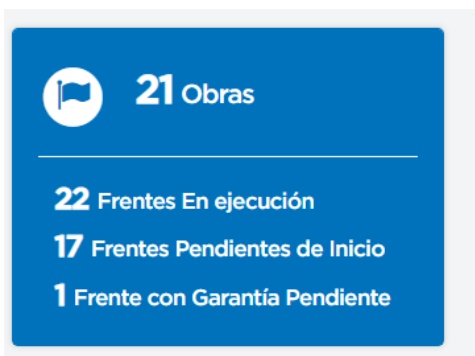 21 Obras
22 Frentes En ejecución
17 Frentes Pendientes de Inicio
1 Frente con Garantía Pendiente